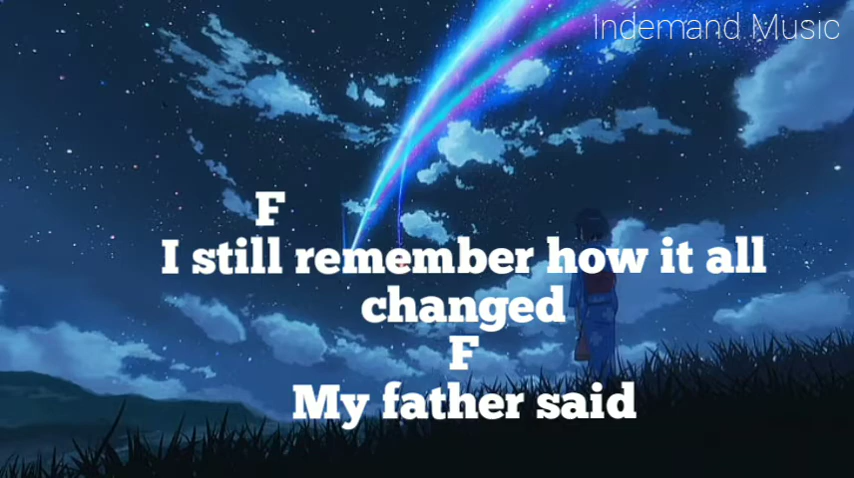 Indemand Music
F
I still remember how it all
changed
F
My father said